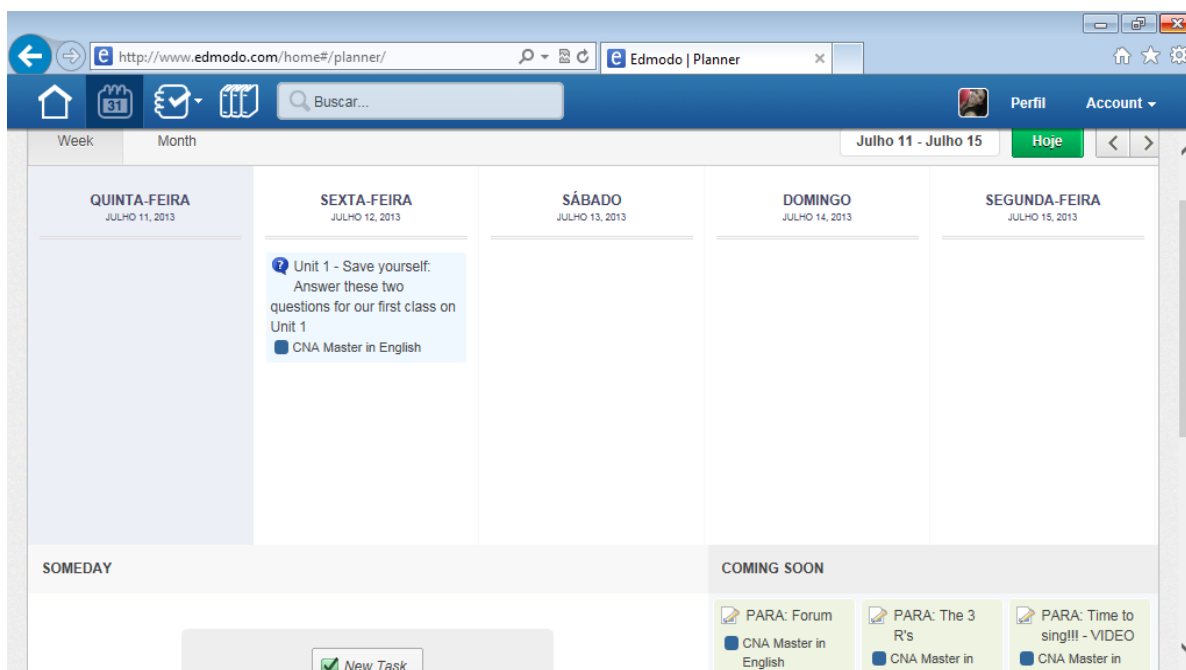 http://www.edmodo.com/home#/planner/
Edmodo | Planner
31
Buscar...
Perfil
Account
Week
Month
Julho 11 - Julho 15
Hoje
QUINTA-FEIRA
JULHO 11, 2013
SEXTA-FEIRA
JULHO 12, 2013
SÁBADO
JULHO 13, 2013
DOMINGO
JULHO 14, 2013
SEGUNDA-FEIRA
JULHO 15, 2013
Unit 1 - Save yourself:
Answer these two
questions for our first class on
Unit 1
CNA Master in English
SOMEDAY
COMING SOON
New Task
PARA: Forum
CNA Master in
English
PARA: The 3
R's
CNA Master in
PARA: Time to
sing!!! - VIDEO
CNA Master in